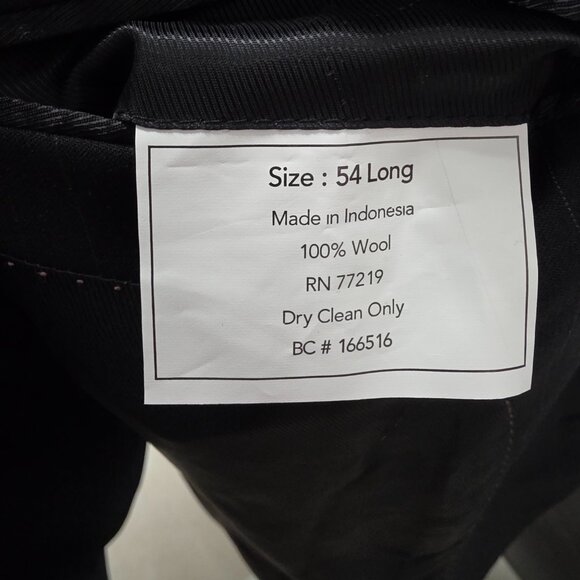 Size : 54 Long
Made in Indonesia
100% Wool
RN 77219
Dry Clean Only
BC # 166516